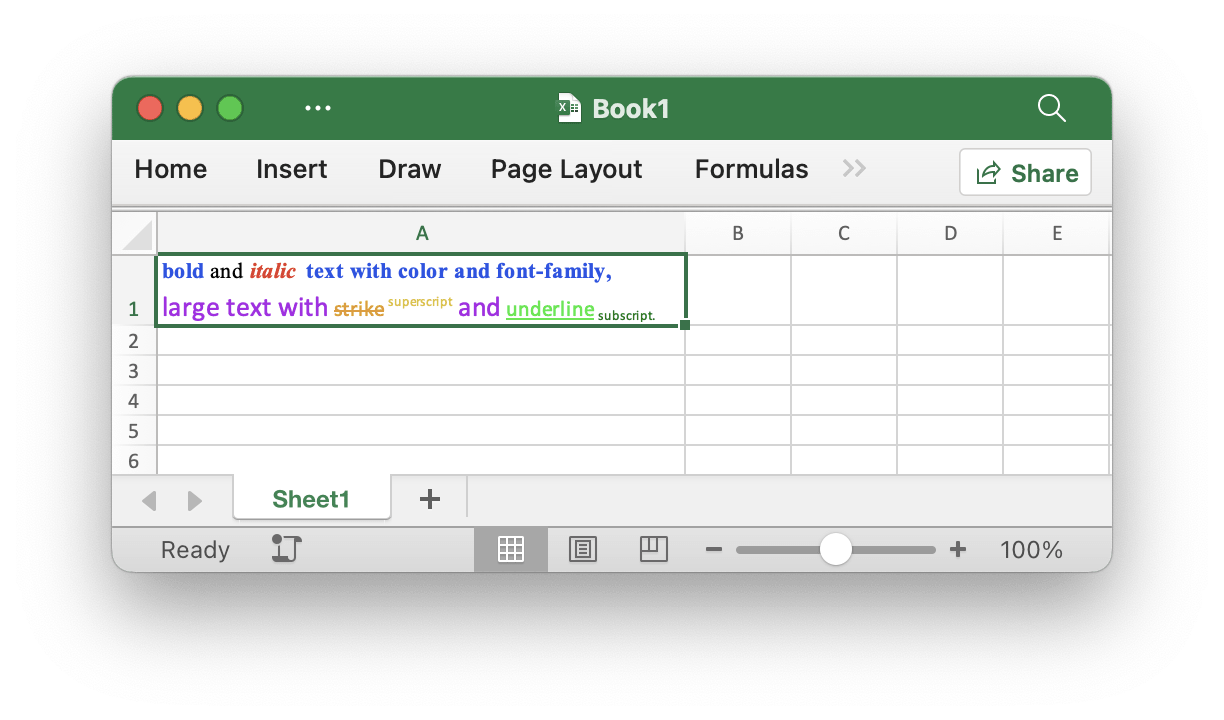 ... Book1
Home Insert Draw Page Layout Formulas >> Share
A B C D E
bold and italic text with color and font-family,
1 large text with strike superscript and underline subscript.
2
3
4
5
6
Sheet1 +
Ready 100%